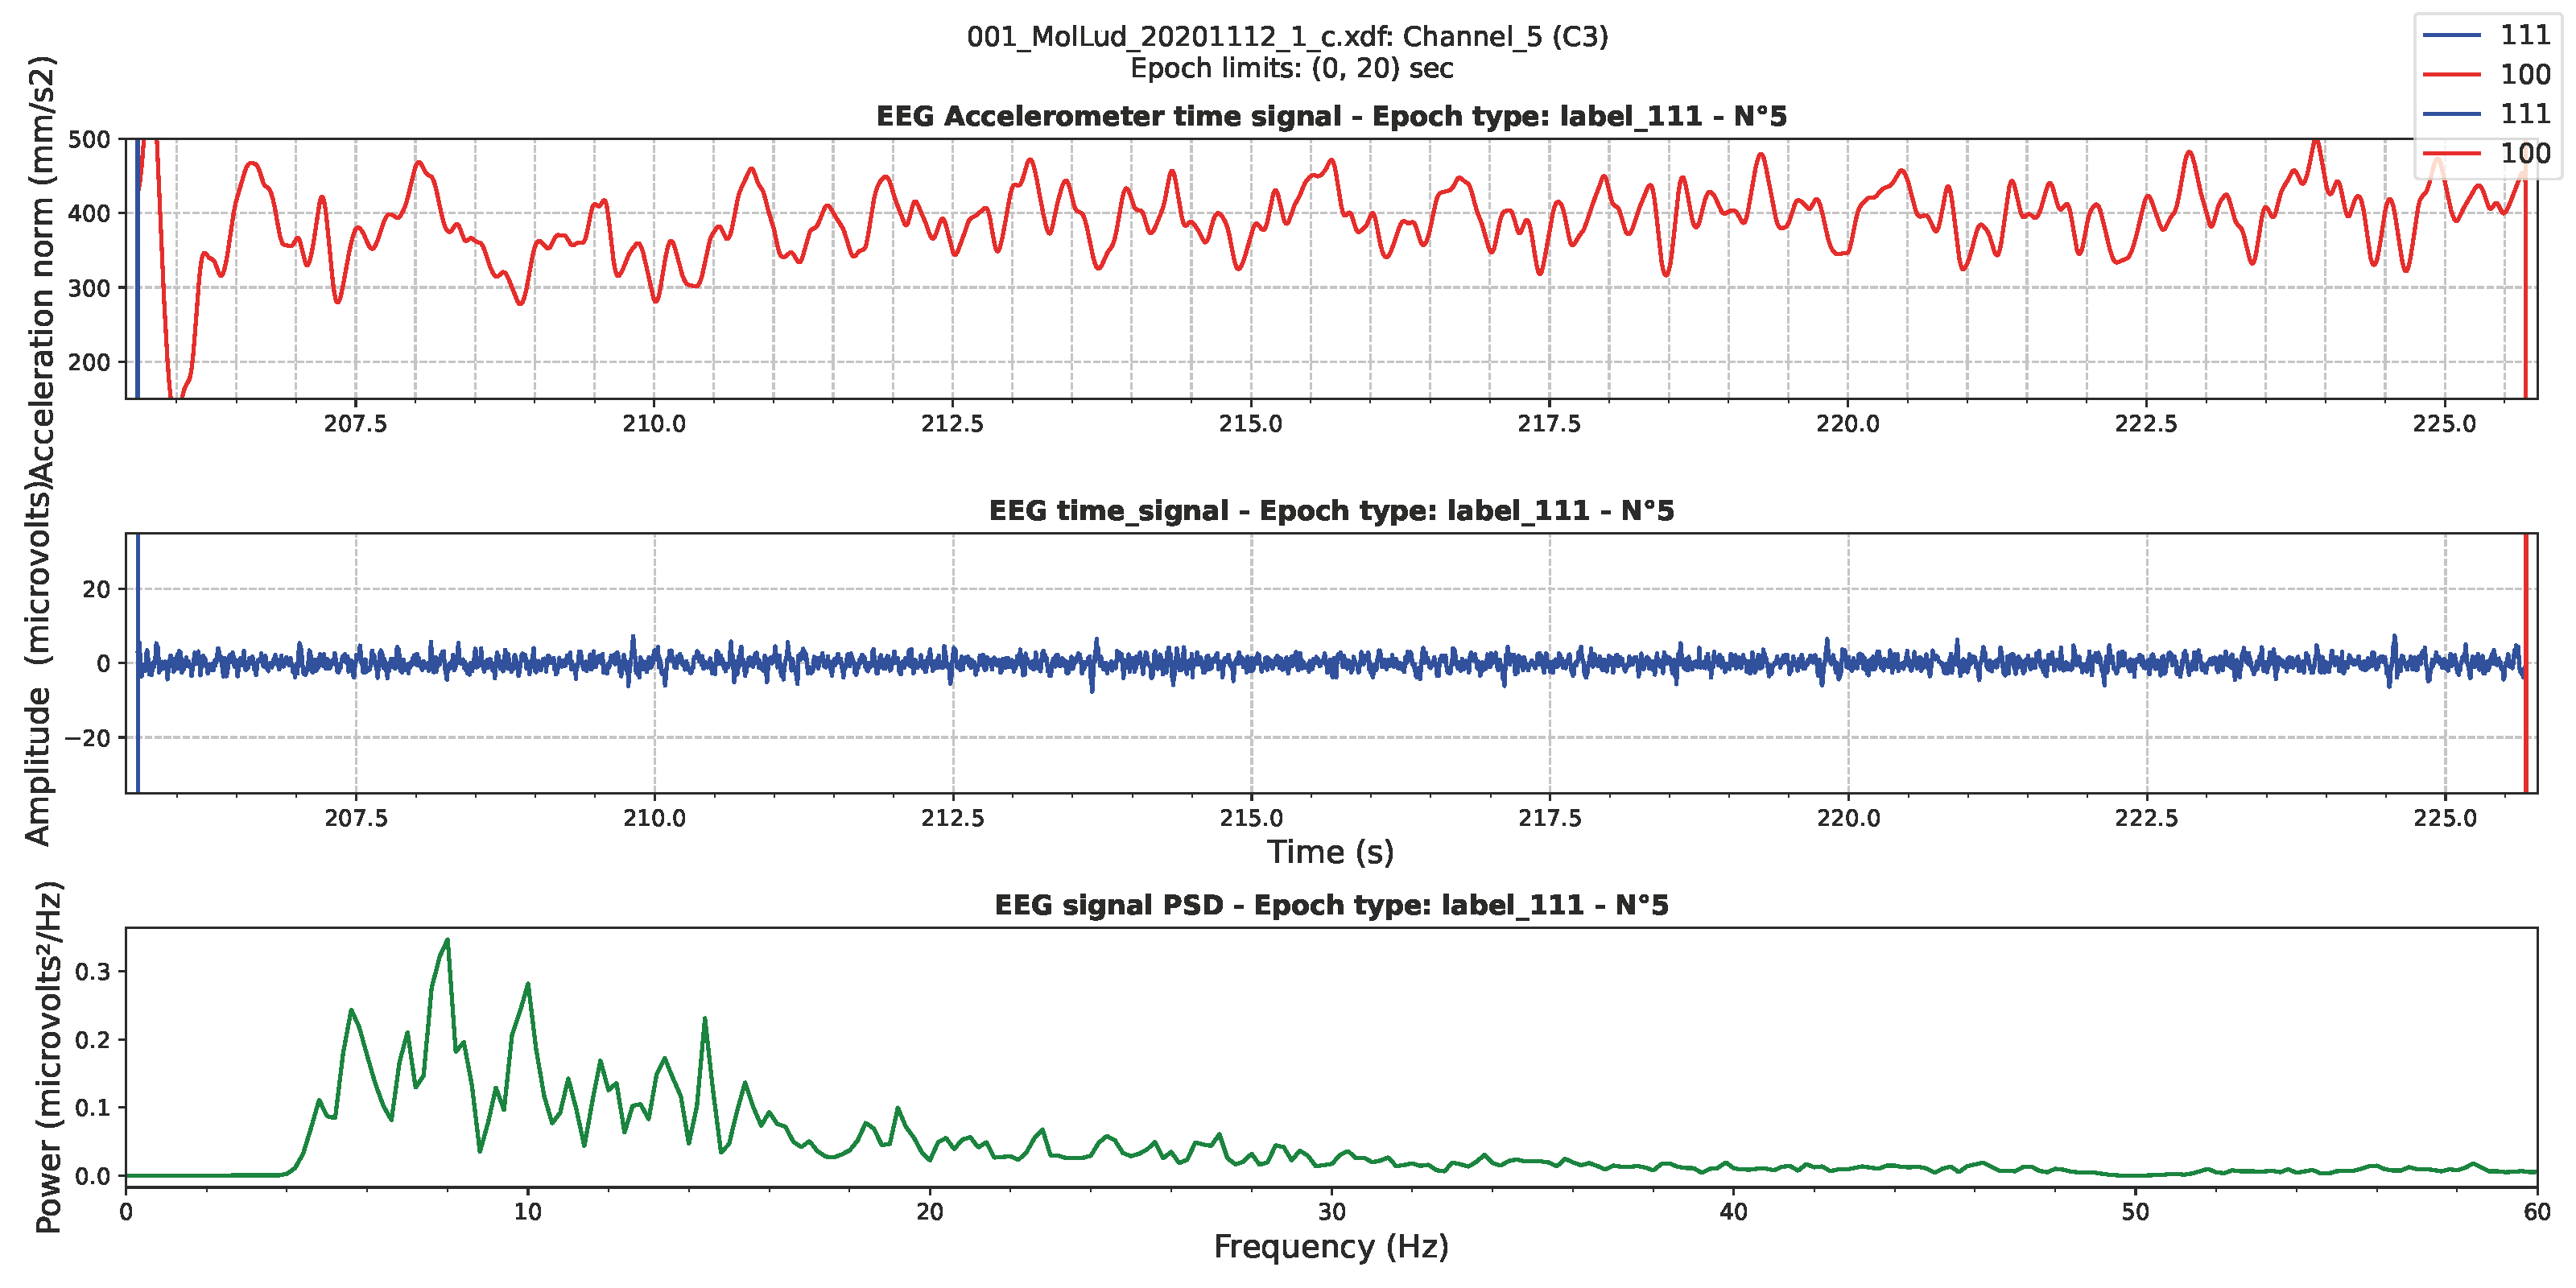 001_MolLud_20201112_1_c.xdf: Channel_5 (C3)
Epoch limits: (0, 20) sec
111
100
111
100
EEG Accelerometer time signal - Epoch type: label_111 - N°5
Acceleration norm (mm/s2)
500
400
300
200
207.5 210.0 212.5 215.0 217.5 220.0 222.5 225.0
EEG time_signal - Epoch type: label_111 - N°5
Amplitude (microvolts)
20
0
−20
207.5 210.0 212.5 215.0 217.5 220.0 222.5 225.0
Time (s)
EEG signal PSD - Epoch type: label_111 - N°5
Power (microvolts²/Hz)
0.3
0.2
0.1
0.0
0 10 20 30 40 50 60
Frequency (Hz)